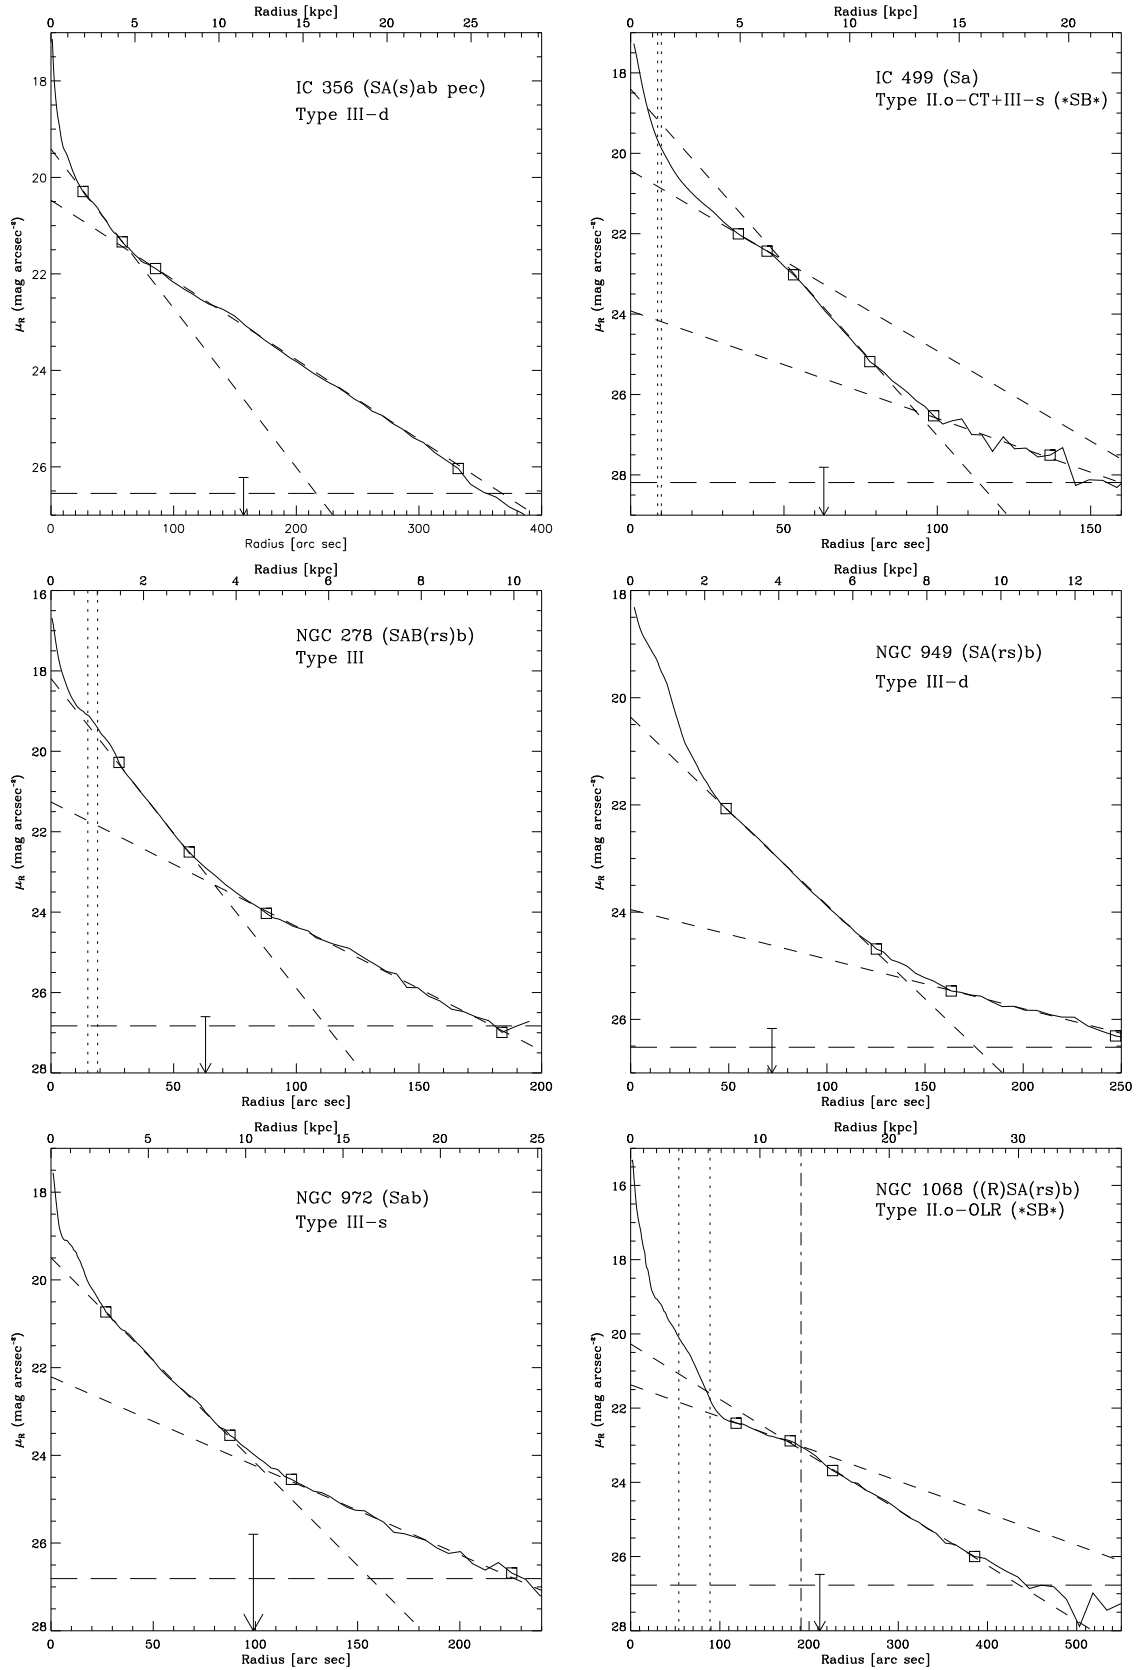 Radius [kpc]
0 5 10 15 20 25
18
20
22
24
26
μR (mag arcsec⁻²)
IC 356 (SA(s)ab pec)
Type III-d
0 100 200 300 400
Radius [arc sec]
Radius [kpc]
0 5 10 15 20
18
20
22
24
26
28
μR (mag arcsec⁻²)
IC 499 (Sa)
Type II.o-CT+III-s (*SB*)
0 50 100 150
Radius [arc sec]
Radius [kpc]
0 2 4 6 8 10
16
18
20
22
24
26
28
μR (mag arcsec⁻²)
NGC 278 (SAB(rs)b)
Type III
0 50 100 150 200
Radius [arc sec]
Radius [kpc]
0 2 4 6 8 10 12
20
22
24
26
μR (mag arcsec⁻²)
NGC 949 (SA(rs)b)
Type III-d
0 50 100 150 200 250
Radius [arc sec]
Radius [kpc]
0 5 10 15 20 25
18
20
22
24
26
28
μR (mag arcsec⁻²)
NGC 972 (Sab)
Type III-s
0 50 100 150 200
Radius [arc sec]
Radius [kpc]
0 10 20 30
16
18
20
22
24
26
28
μR (mag arcsec⁻²)
NGC 1068 ((R)SA(rs)b)
Type II.o-OLR (*SB*)
0 100 200 300 400 500
Radius [arc sec]